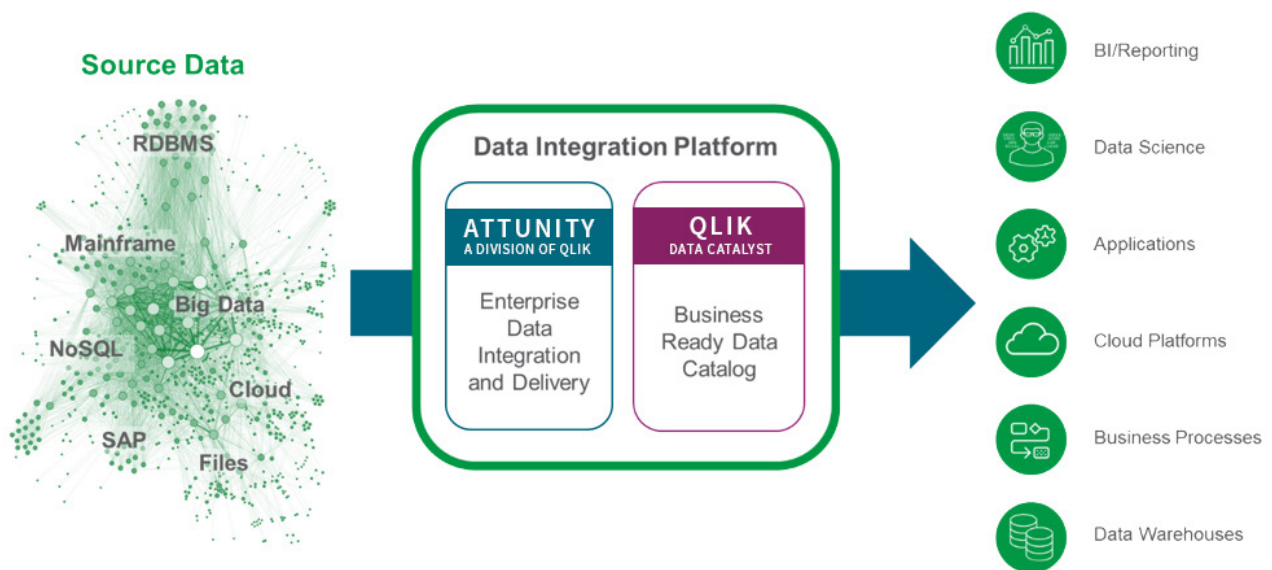 Source Data
RDBMS
Mainframe
Big Data
NoSQL
Cloud
SAP
Files
Data Integration Platform
ATTUNITY
A DIVISION OF QLIK
Enterprise
Data
Integration
and Delivery
QLIK
DATA CATALYST
Business
Ready Data
Catalog
BI/Reporting
Data Science
Applications
Cloud Platforms
Business Processes
Data Warehouses